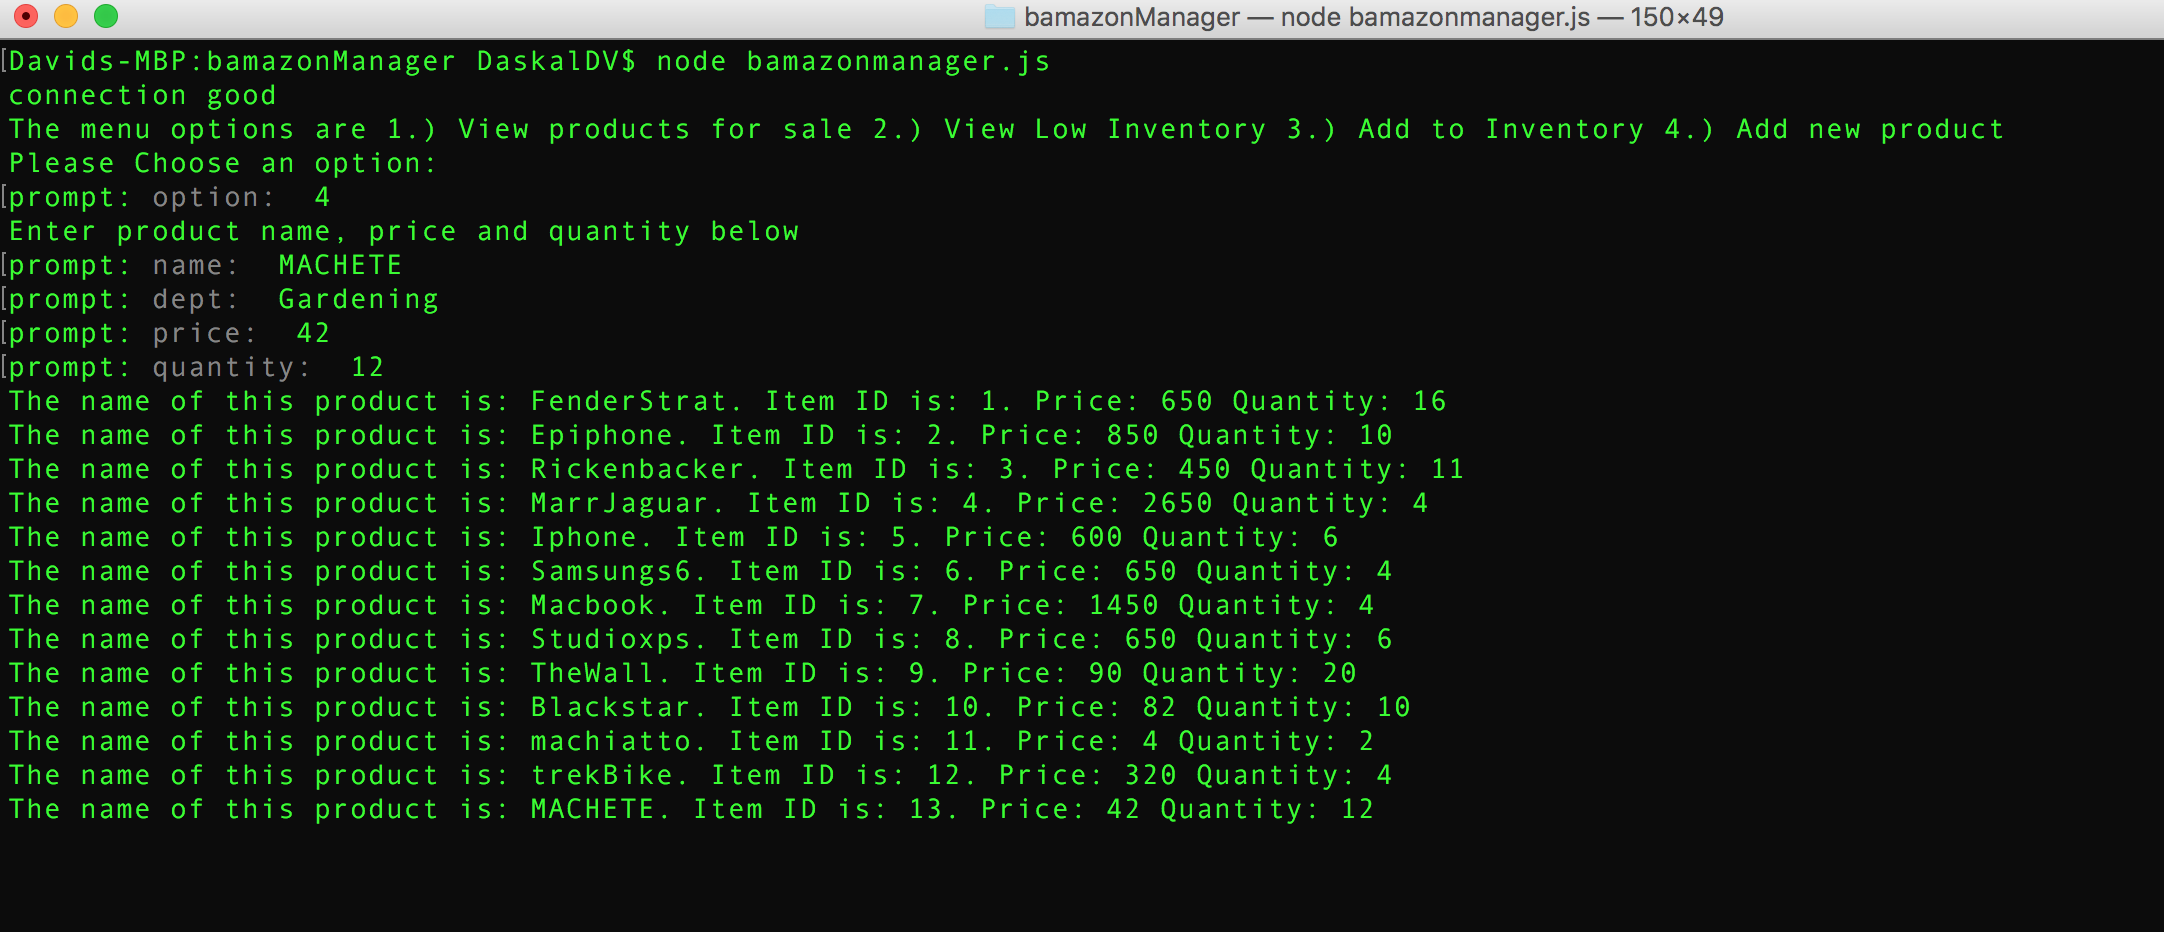 bamazonManager — node bamazonmanager.js — 150×49
[Davids-MBP:bamazonManager DaskalDV$ node bamazonmanager.js
connection good
The menu options are 1.) View products for sale 2.) View Low Inventory 3.) Add to Inventory 4.) Add new product
Please Choose an option:
[prompt: option:  4
Enter product name, price and quantity below
[prompt: name:  MACHETE
[prompt: dept:  Gardening
[prompt: price:  42
[prompt: quantity:  12
The name of this product is: FenderStrat. Item ID is: 1. Price: 650 Quantity: 16
The name of this product is: Epiphone. Item ID is: 2. Price: 850 Quantity: 10
The name of this product is: Rickenbacker. Item ID is: 3. Price: 450 Quantity: 11
The name of this product is: MarrJaguar. Item ID is: 4. Price: 2650 Quantity: 4
The name of this product is: Iphone. Item ID is: 5. Price: 600 Quantity: 6
The name of this product is: Samsungs6. Item ID is: 6. Price: 650 Quantity: 4
The name of this product is: Macbook. Item ID is: 7. Price: 1450 Quantity: 4
The name of this product is: Studioxps. Item ID is: 8. Price: 650 Quantity: 6
The name of this product is: TheWall. Item ID is: 9. Price: 90 Quantity: 20
The name of this product is: Blackstar. Item ID is: 10. Price: 82 Quantity: 10
The name of this product is: machiatto. Item ID is: 11. Price: 4 Quantity: 2
The name of this product is: trekBike. Item ID is: 12. Price: 320 Quantity: 4
The name of this product is: MACHETE. Item ID is: 13. Price: 42 Quantity: 12